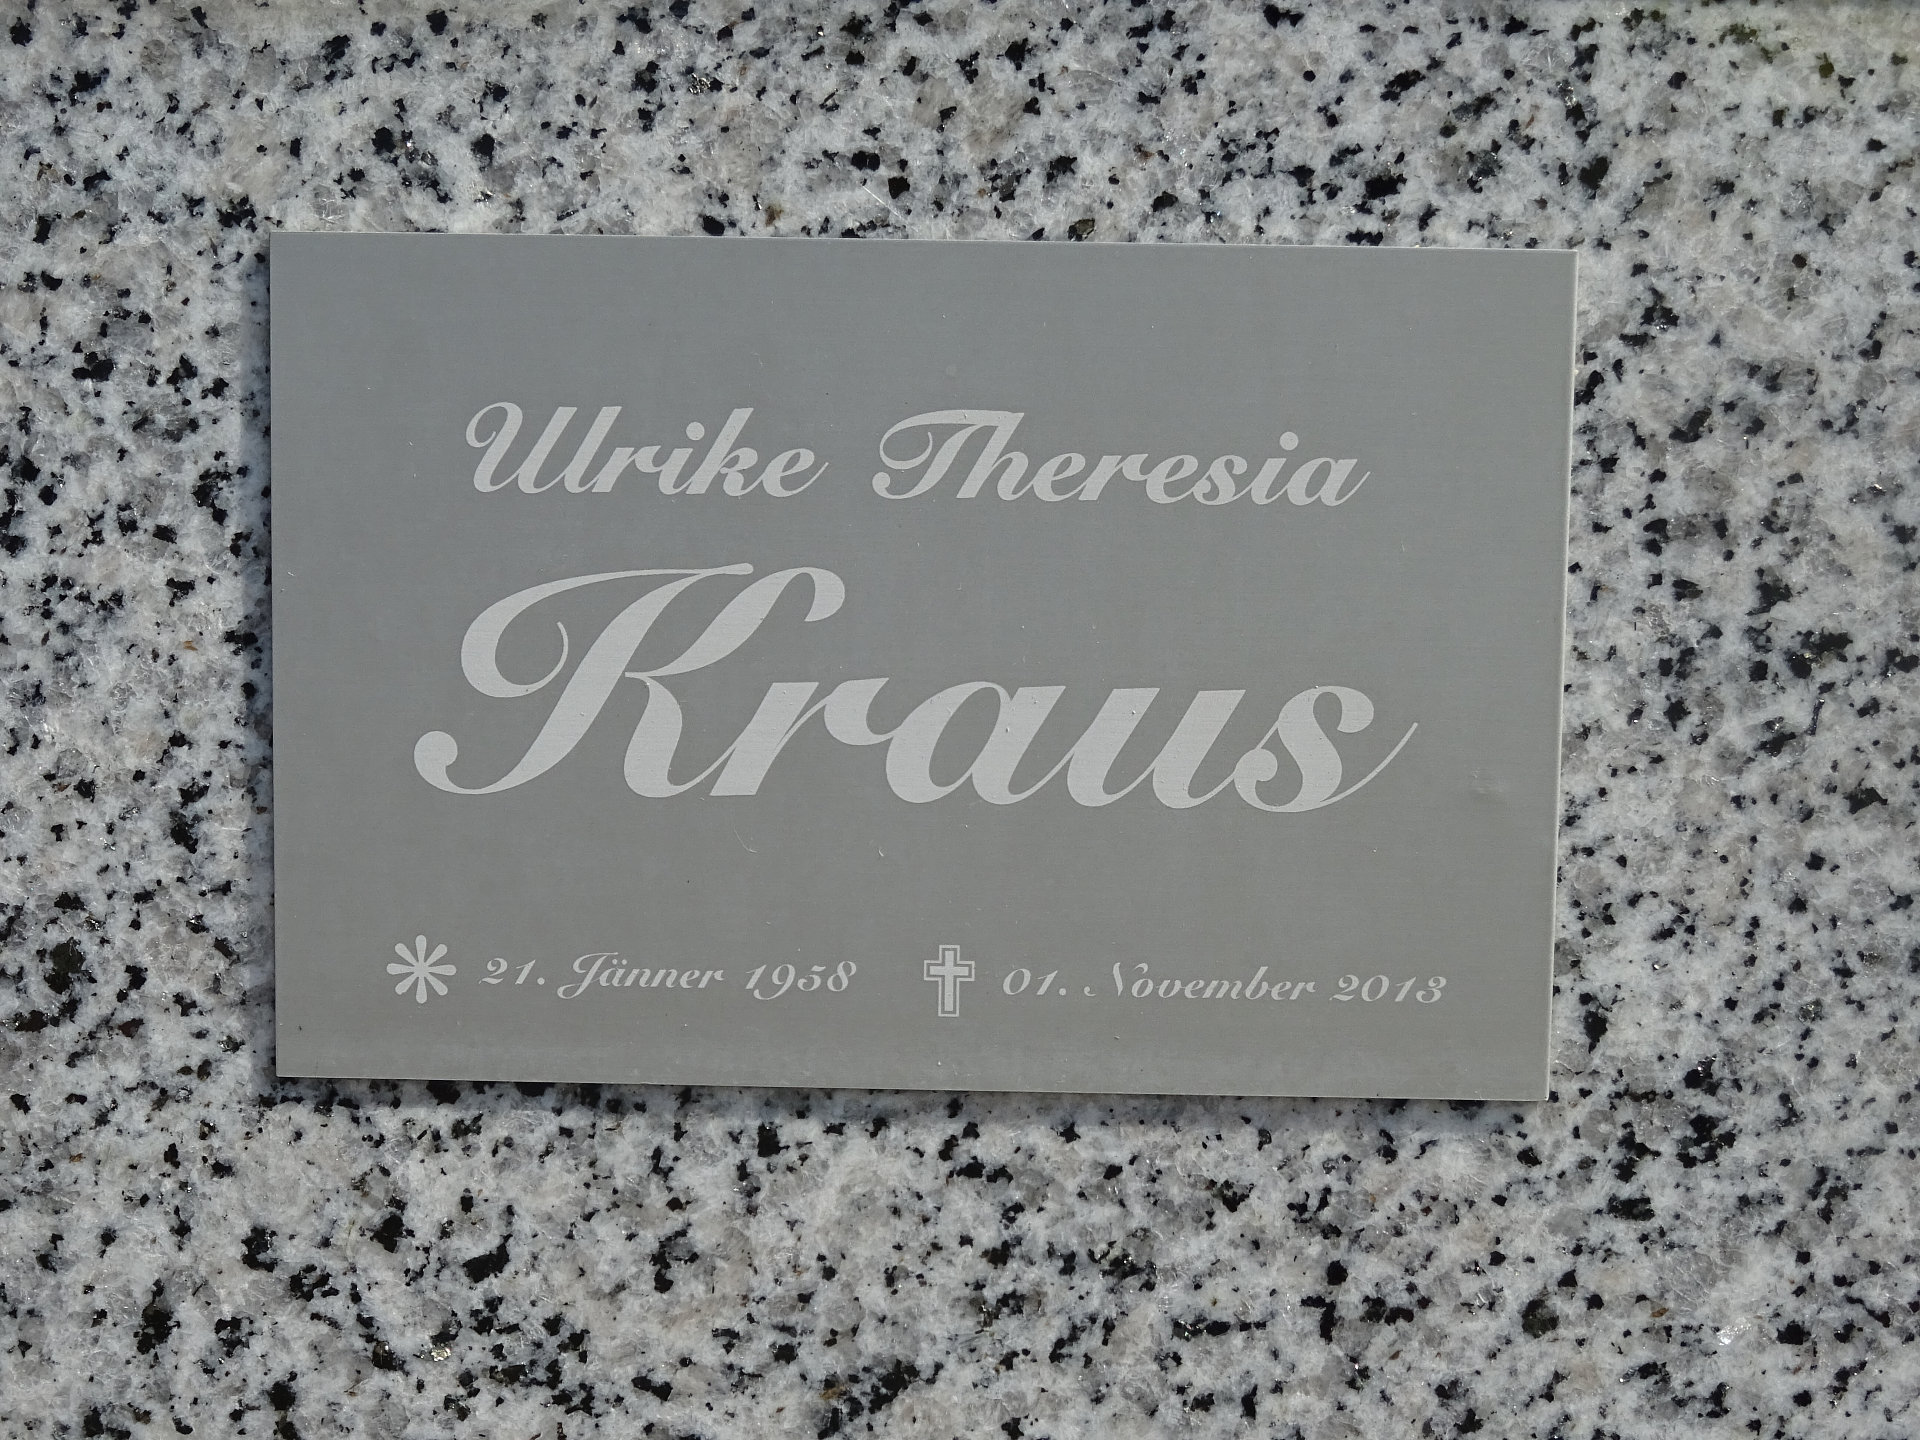 Ulrike Theresia
Kraus
21. Jänner 1958 01. November 2013